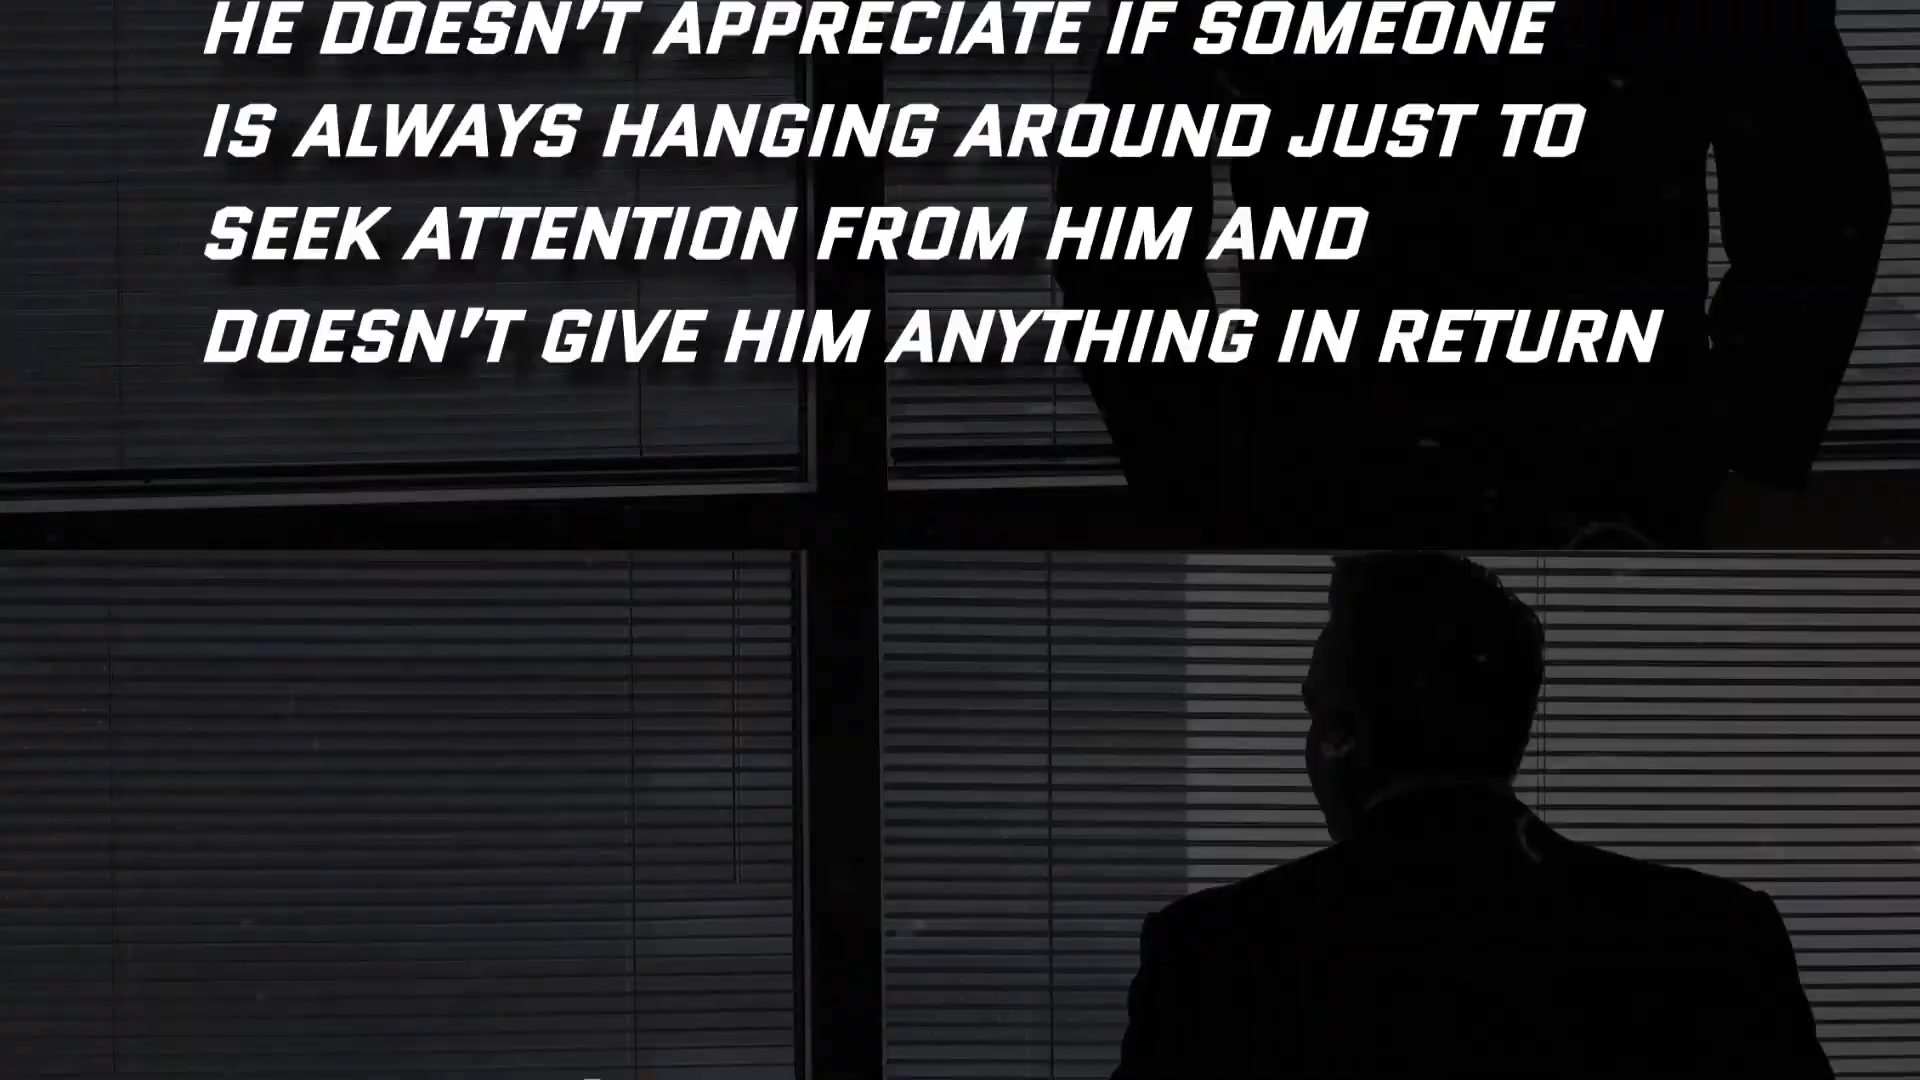 HE DOESN'T APPRECIATE IF SOMEONE
IS ALWAYS HANGING AROUND JUST TO
SEEK ATTENTION FROM HIM AND
DOESN'T GIVE HIM ANYTHING IN RETURN